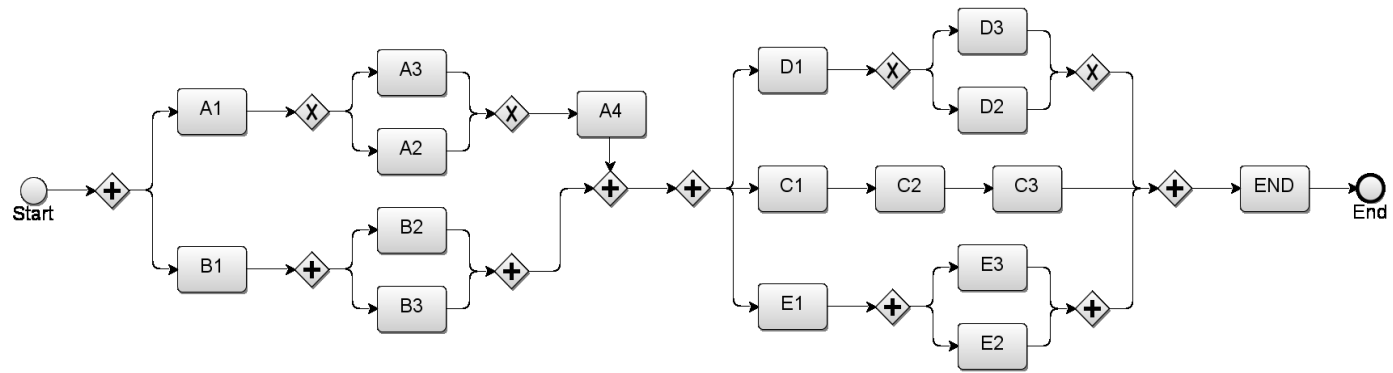 Start
A1
A3
A2
A4
B1
B2
B3
D1
D3
D2
C1
C2
C3
E1
E3
E2
END
End